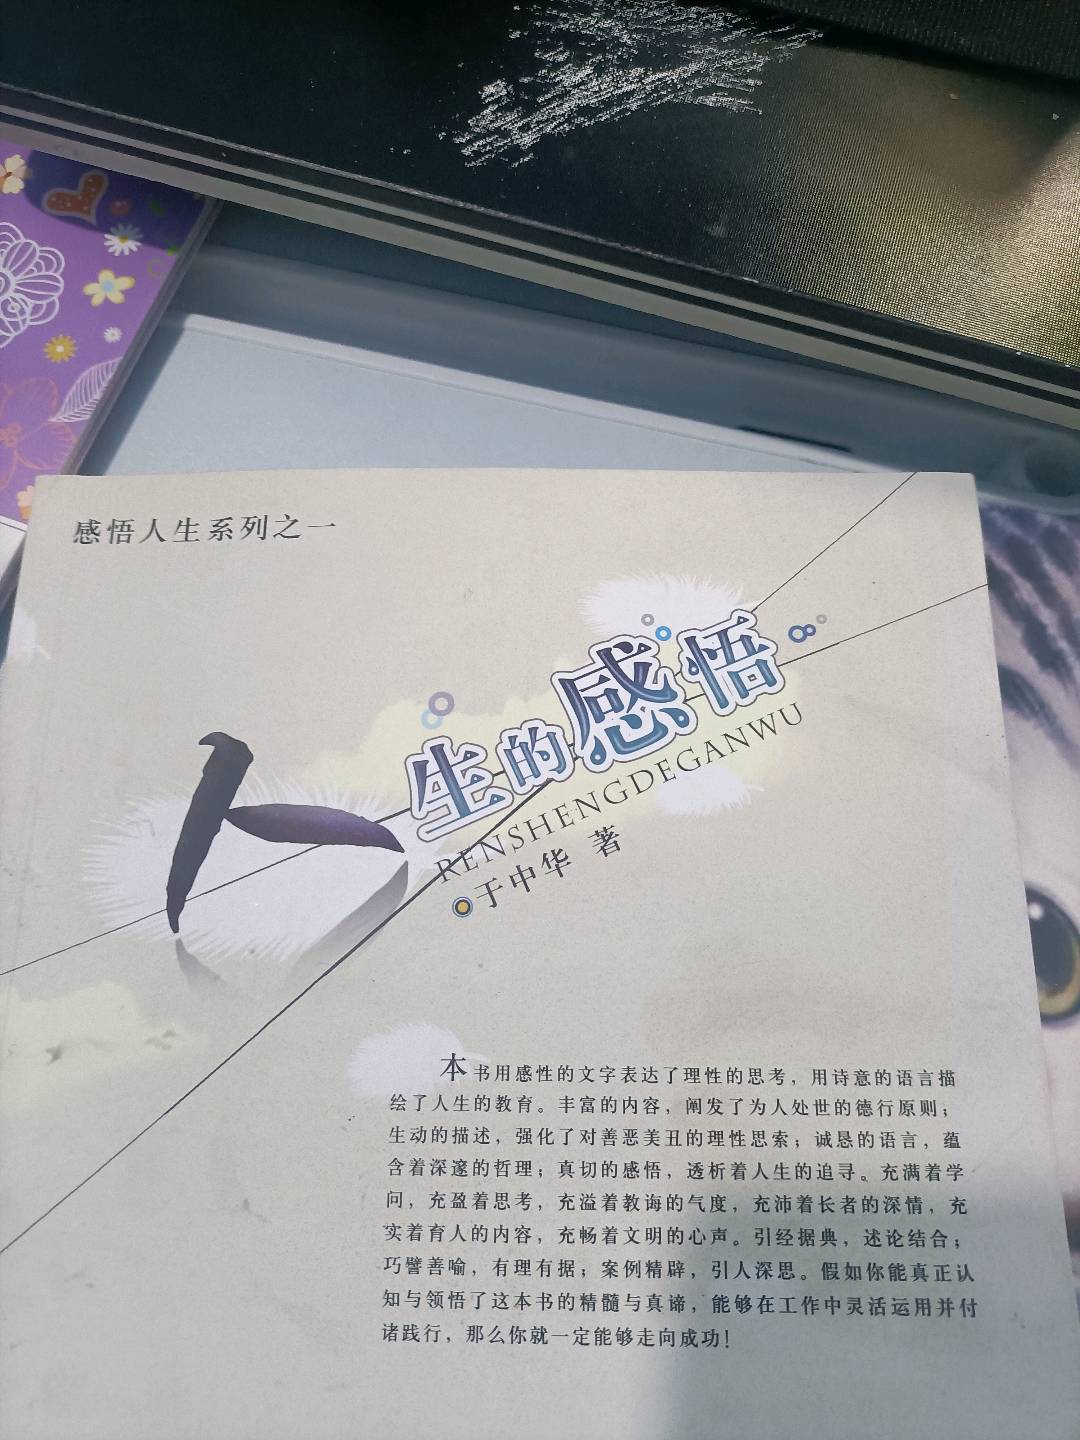 感悟人生系列之一
人生的感悟
RENSHENGDEGANWU
于中华 著
本书用感性的文字表达了理性的思考，用诗意的语言描
绘了人生的教育。丰富的内容，阐发了为人处世的德行原则；
生动的描述，强化了对善恶美丑的理性思索；诚恳的语言，蕴
含着深邃的哲理；真切的感悟，透析着人生的追寻。充满着学
问，充盈着思考，充溢着教诲的气度，充沛着长者的深情，充
实着育人的内容，充畅着文明的心声。引经据典，述论结合；
巧譬善喻，有理有据；案例精辟，引人深思。假如你能真正认
知与领悟了这本书的精髓与真谛，能够在工作中灵活运用并付
诸践行，那么你就一定能够走向成功！